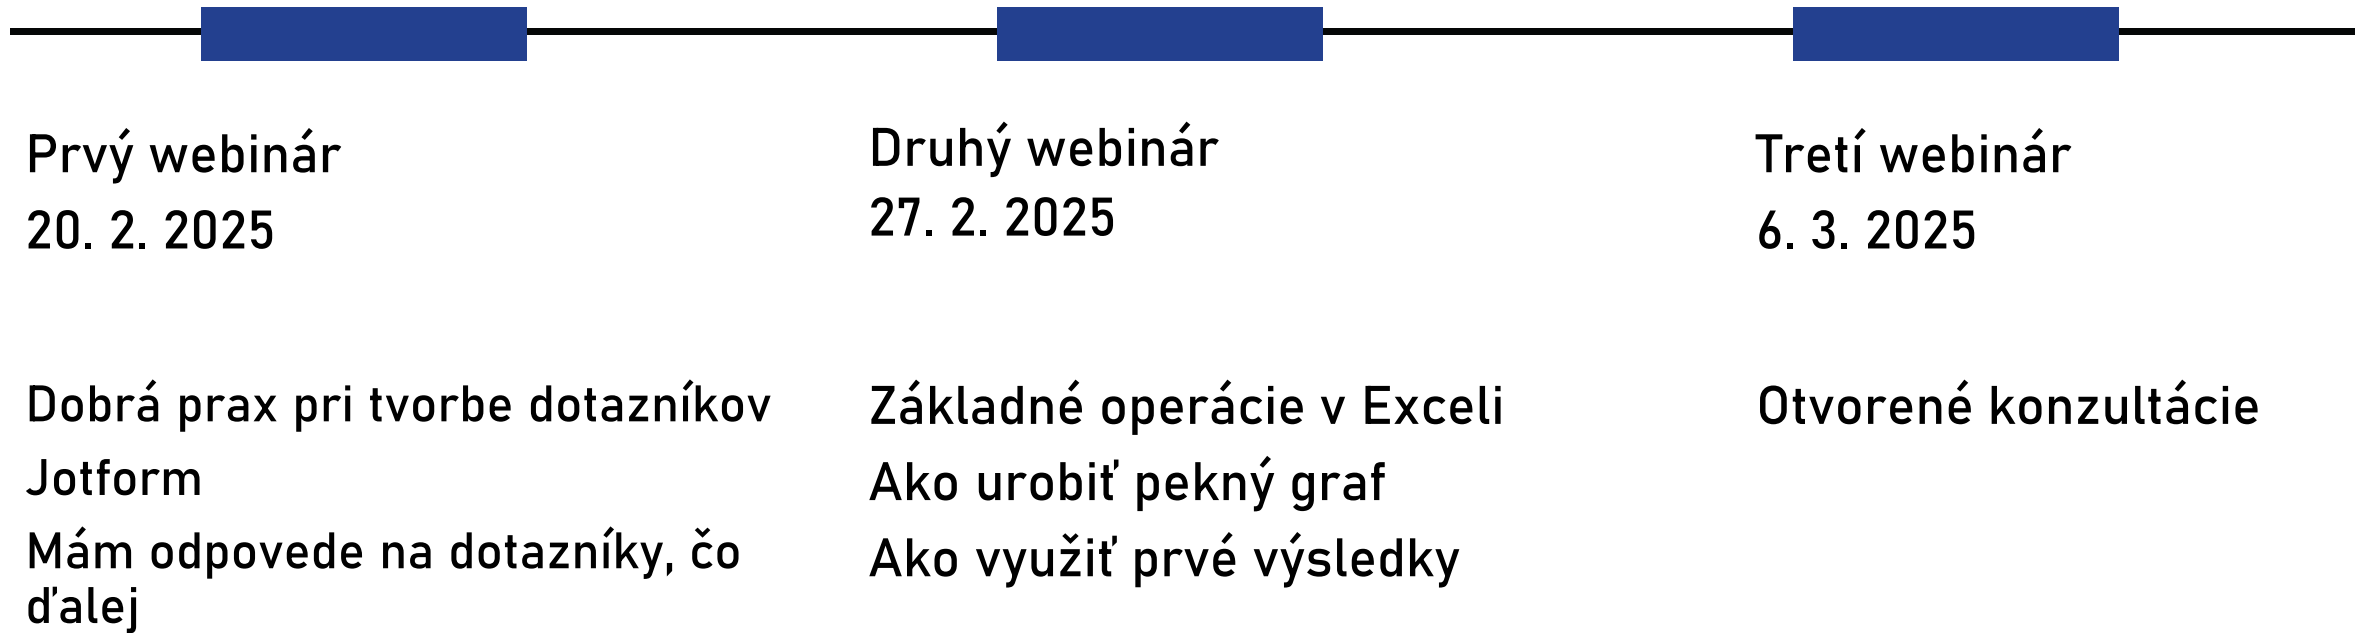 Prvý webinár
20. 2. 2025
Dobrá prax pri tvorbe dotazníkov
Jotform
Mám odpovede na dotazníky, čo
ďalej
Druhý webinár
27. 2. 2025
Základné operácie v Exceli
Ako urobiť pekný graf
Ako využiť prvé výsledky
Tretí webinár
6. 3. 2025
Otvorené konzultácie